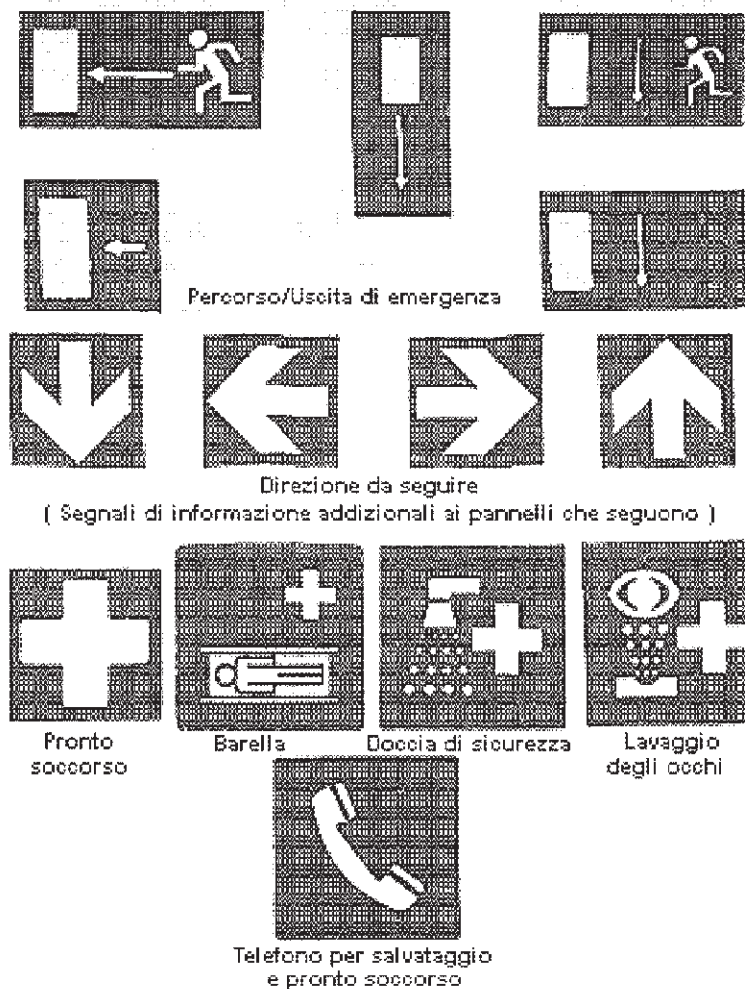 Percorso/Uscita di emergenza
Direzione da seguire
( Segnali di informazione addizionali ai pannelli che seguono )
Pronto
soccorso
Barella
Doccia di sicurezza
Lavaggio
degli occhi
Telefono per salvataggio
e pronto soccorso